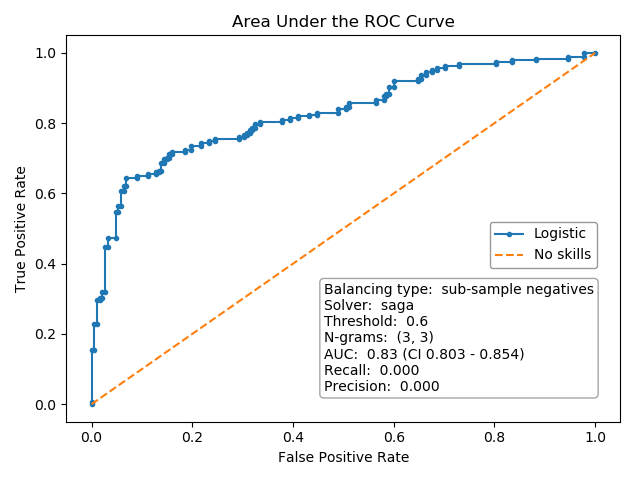 Area Under the ROC Curve
True Positive Rate
1.0
0.8
0.6
0.4
0.2
0.0
Logistic
No skills
Balancing type:  sub-sample negatives
Solver:  saga
Threshold:  0.6
N-grams:  (3, 3)
AUC:  0.83 (CI 0.803 - 0.854)
Recall:  0.000
Precision:  0.000
0.0 0.2 0.4 0.6 0.8 1.0
False Positive Rate